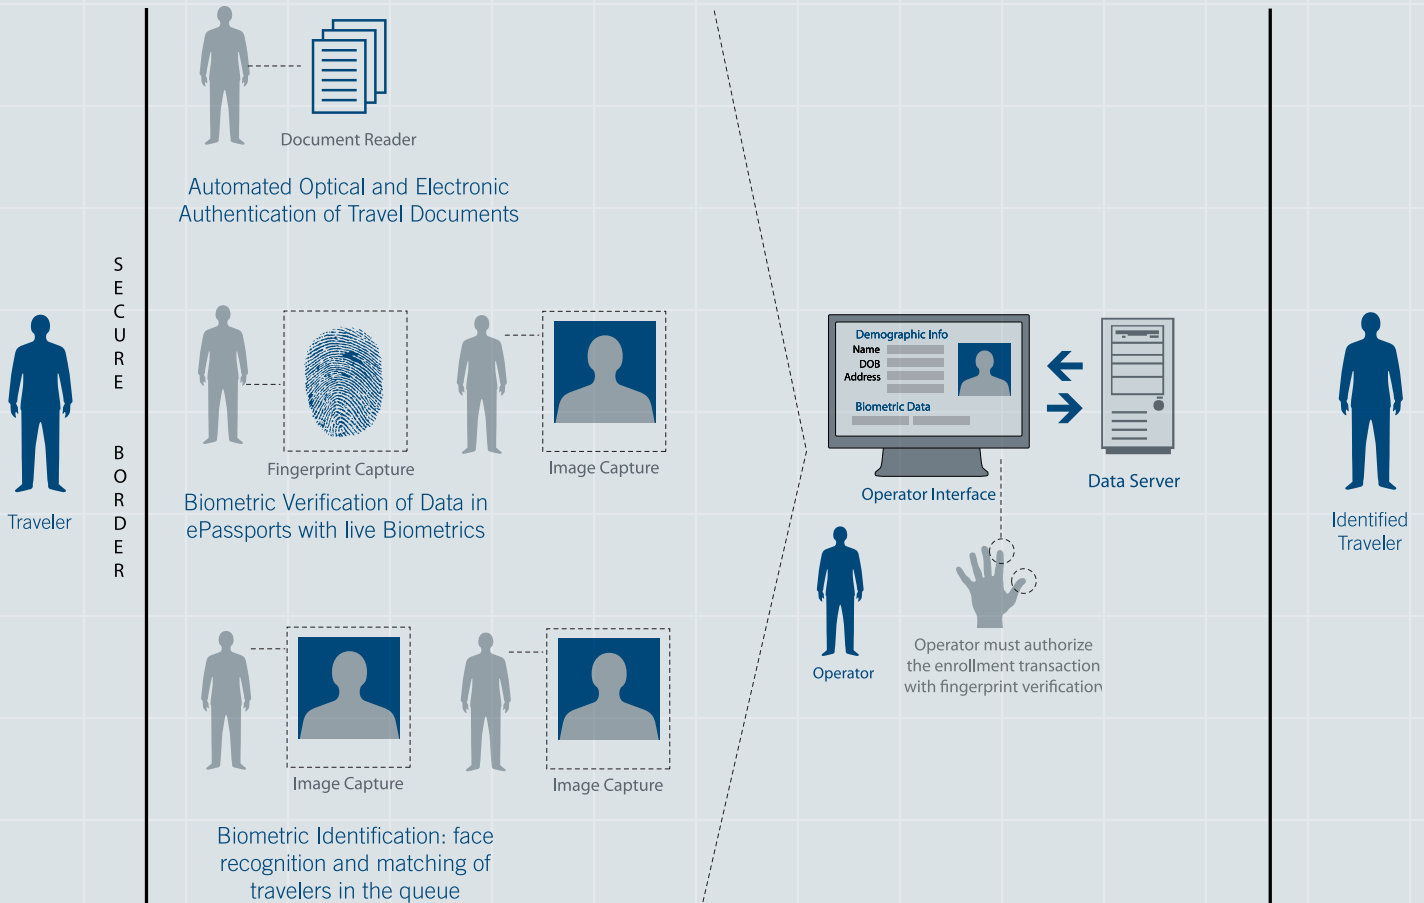 Traveler
SECURE BORDER
Document Reader
Automated Optical and Electronic
Authentication of Travel Documents
Fingerprint Capture
Image Capture
Biometric Verification of Data in
ePassports with live Biometrics
Image Capture
Image Capture
Biometric Identification: face
recognition and matching of
travelers in the queue
Demographic Info
Name
DOB
Address
Biometric Data
Operator Interface
Data Server
Operator
Operator must authorize
the enrollment transaction
with fingerprint verification
Identified
Traveler